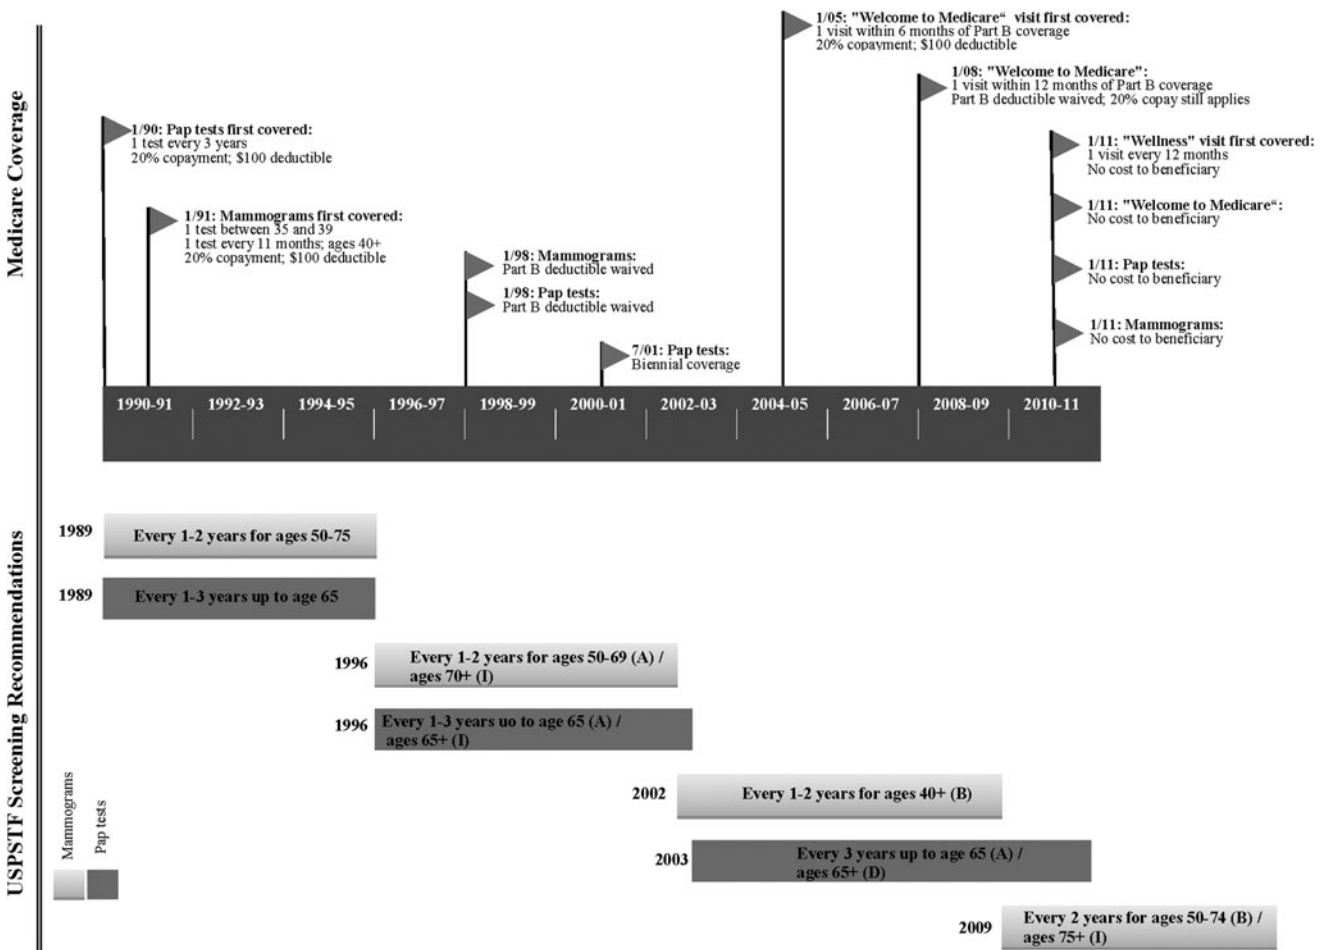 Medicare Coverage
1/05: "Welcome to Medicare“ visit first covered:
1 visit within 6 months of Part B coverage
20% copayment; $100 deductible
1/08: "Welcome to Medicare":
1 visit within 12 months of Part B coverage
Part B deductible waived; 20% copay still applies
1/90: Pap tests first covered:
1 test every 3 years
20% copayment; $100 deductible
1/11: "Wellness" visit first covered:
1 visit every 12 months
No cost to beneficiary
1/91: Mammograms first covered:
1 test between 35 and 39
1 test every 11 months; ages 40+
20% copayment; $100 deductible
1/11: "Welcome to Medicare“:
No cost to beneficiary
1/98: Mammograms:
Part B deductible waived
1/11: Pap tests:
No cost to beneficiary
1/98: Pap tests:
Part B deductible waived
1/11: Mammograms:
No cost to beneficiary
7/01: Pap tests:
Biennial coverage
1990-91 1992-93 1994-95 1996-97 1998-99 2000-01 2002-03 2004-05 2006-07 2008-09 2010-11
USPSTF Screening Recommendations
1989 Every 1-2 years for ages 50-75
1989 Every 1-3 years up to age 65
1996 Every 1-2 years for ages 50-69 (A) /
ages 70+ (I)
1996 Every 1-3 years uo to age 65 (A) /
ages 65+ (I)
2002 Every 1-2 years for ages 40+ (B)
2003 Every 3 years up to age 65 (A) /
ages 65+ (D)
2009 Every 2 years for ages 50-74 (B) /
ages 75+ (I)
Mammograms
Pap tests